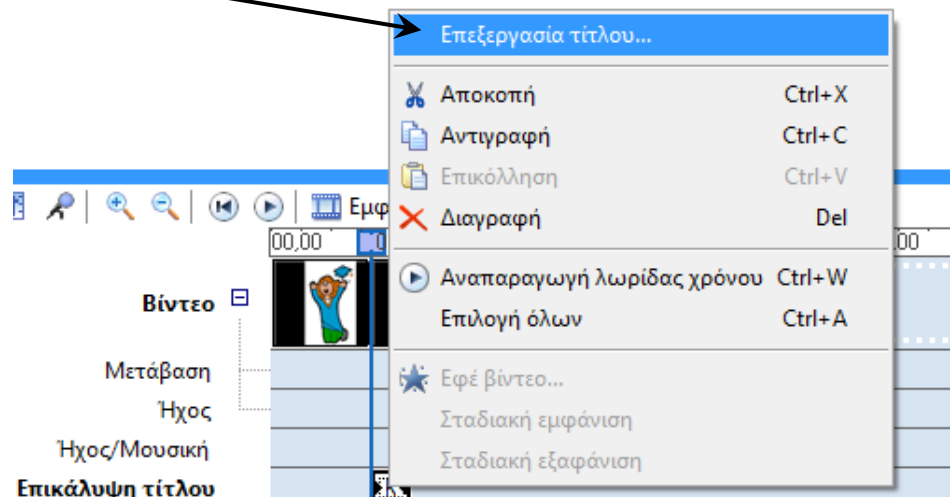 Επεξεργασία τίτλου...
Αποκοπή Ctrl+X
Αντιγραφή Ctrl+C
Επικόλληση Ctrl+V
Διαγραφή Del
Αναπαραγωγή λωρίδας χρόνου Ctrl+W
Επιλογή όλων Ctrl+A
Εφέ βίντεο...
Σταδιακή εμφάνιση
Σταδιακή εξαφάνιση
00,00
Βίντεο
Μετάβαση
Ήχος
Ήχος/Μουσική
Επικάλυψη τίτλου